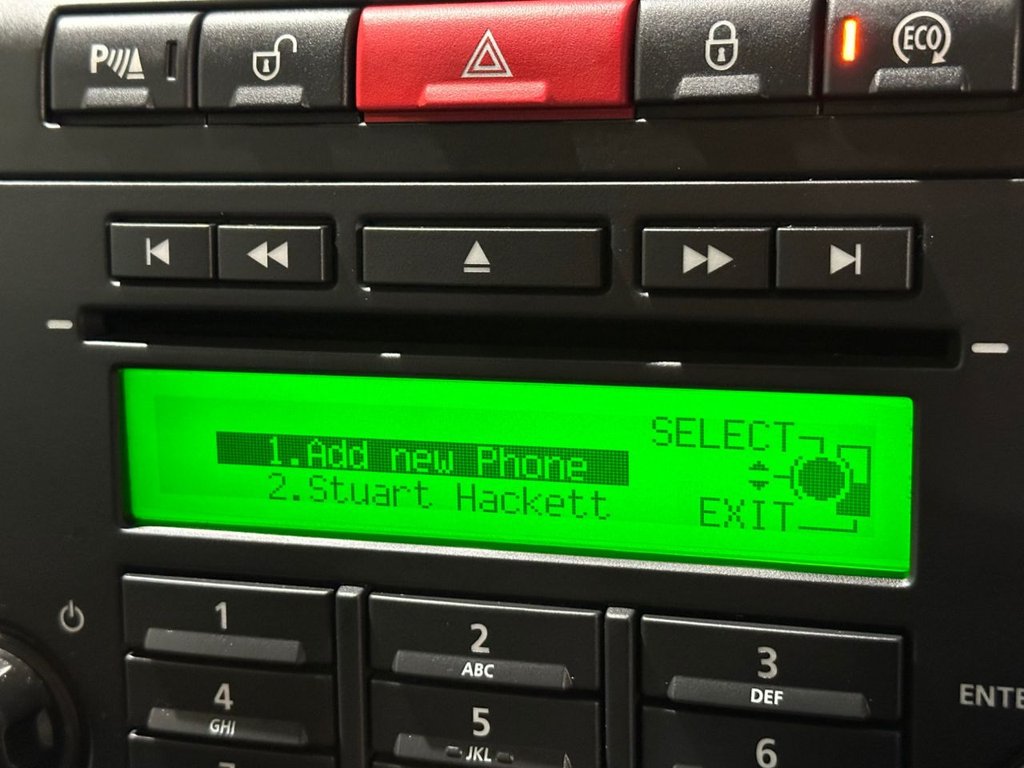 P
ECO
1.Add new Phone
2.Stuart Hackett
SELECT
EXIT
1
2
ABC
3
DEF
4
GHI
5
JKL
6
ENTE